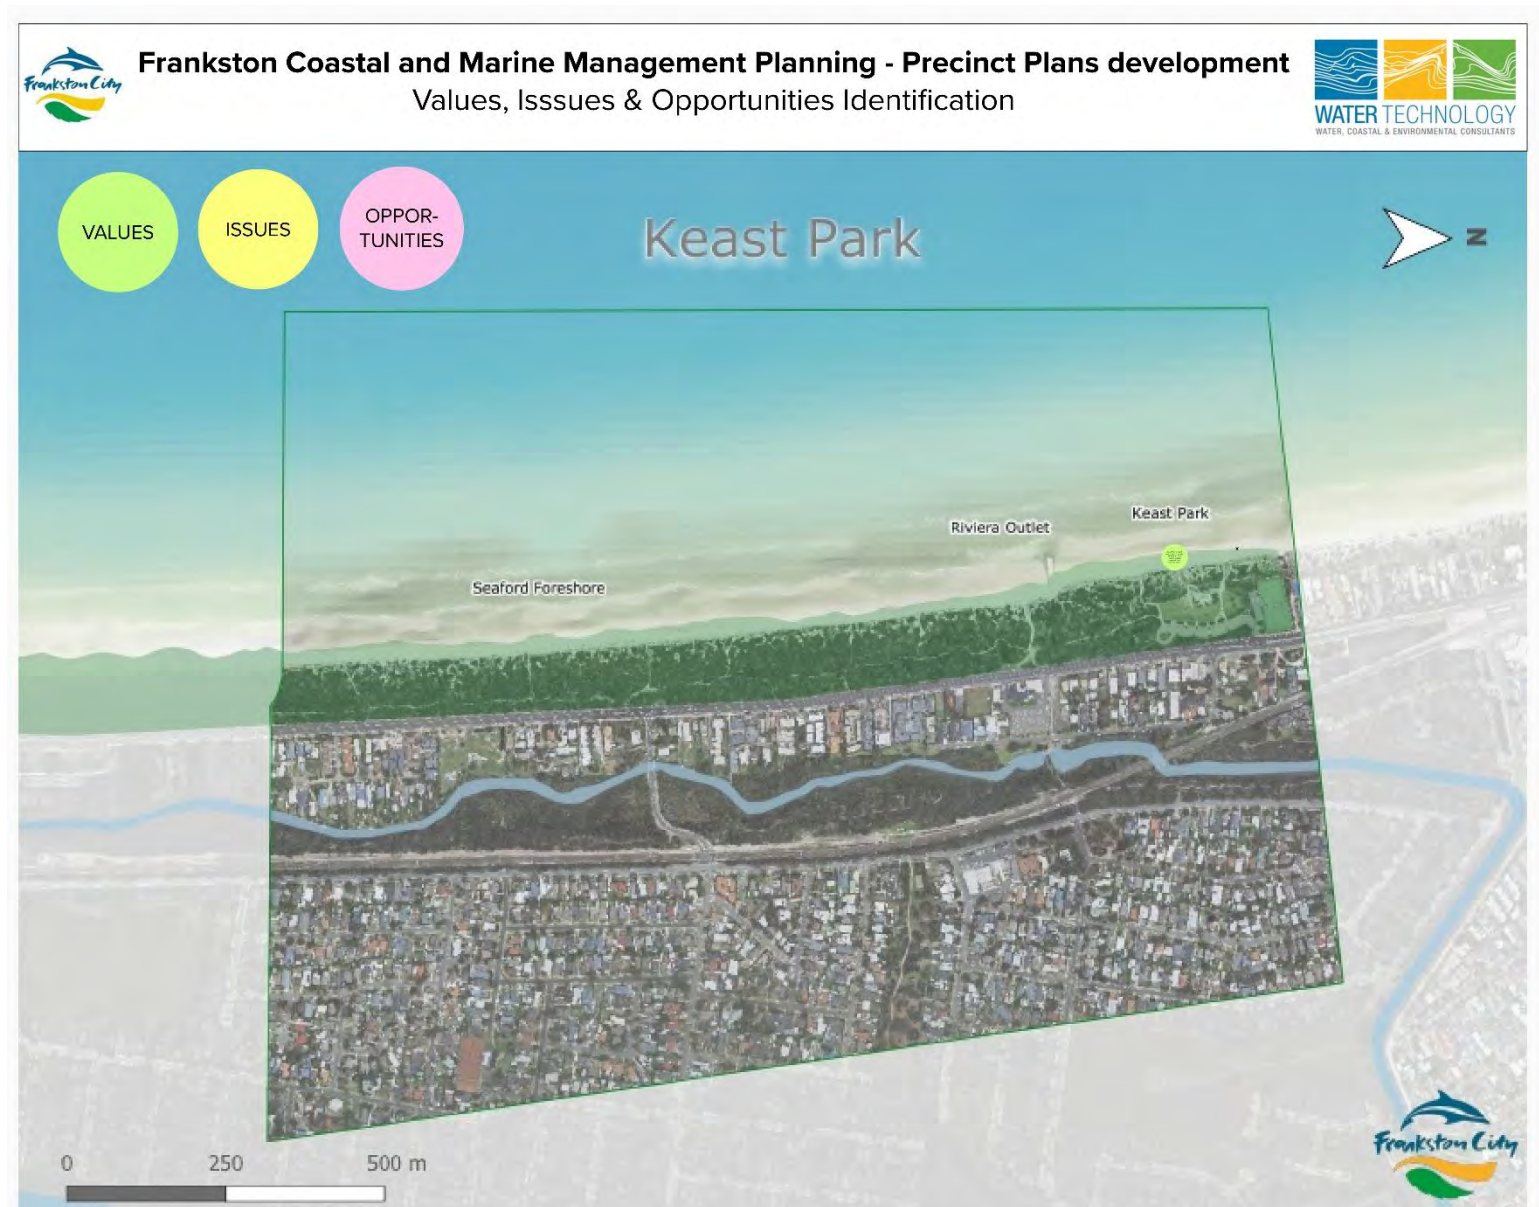 Frankston City
Frankston Coastal and Marine Management Planning - Precinct Plans development
Values, Isssues & Opportunities Identification
WATER TECHNOLOGY
WATER, COASTAL & ENVIRONMENTAL CONSULTANTS
VALUES
ISSUES
OPPOR-
TUNITIES
Keast Park
N
Keast Park
Riviera Outlet
Seaford Foreshore
0 250 500 m
Frankston City